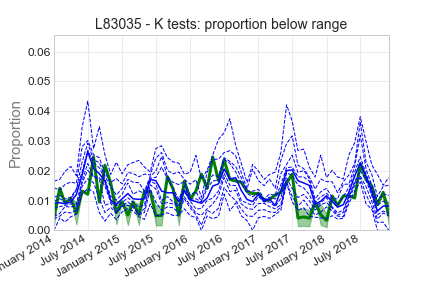 L83035 - K tests: proportion below range
Proportion
0.06
0.05
0.04
0.03
0.02
0.01
0.00
nuary 2014
July 2014
January 2015
July 2015
January 2016
July 2016
January 2017
July 2017
January 2018
July 2018